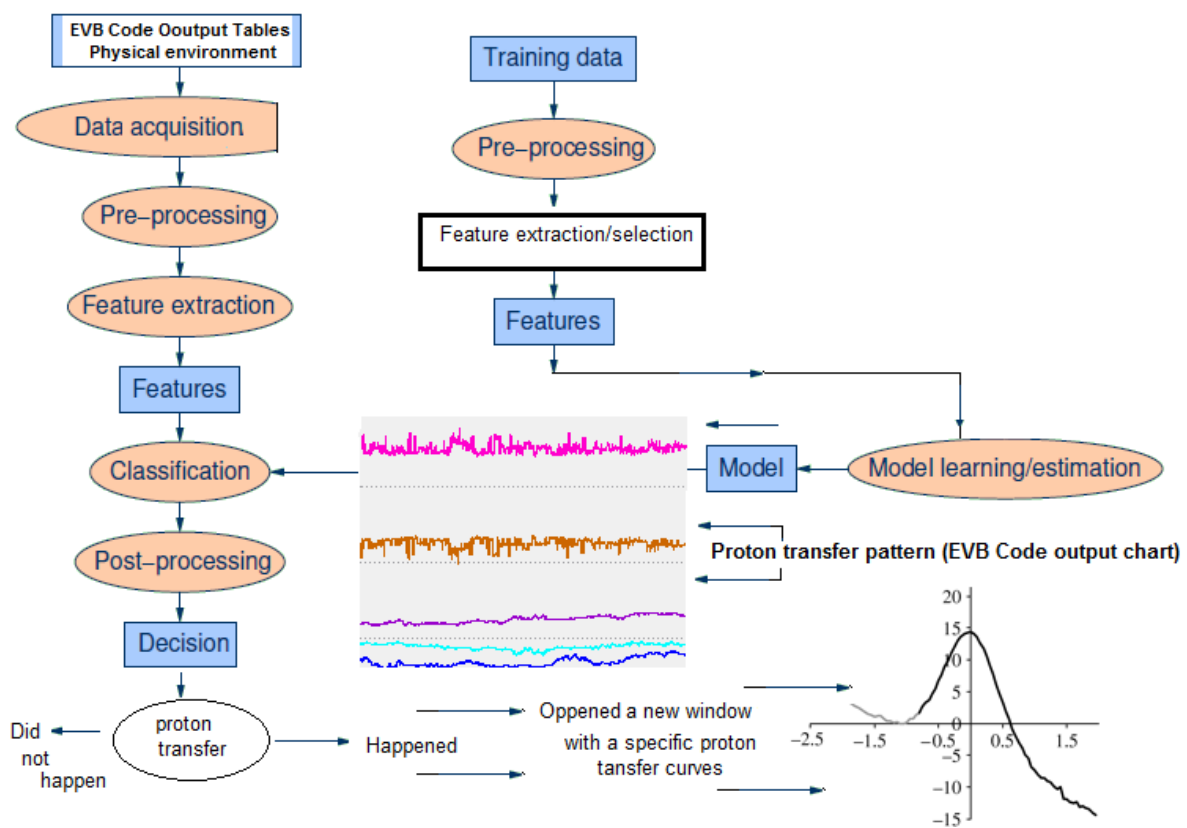 EVB Code Ooutput Tables
Physical environment
Data acquisition
Pre-processing
Feature extraction
Features
Classification
Post-processing
Decision
proton
transfer
Did
not
happen
Happened
Training data
Pre-processing
Feature extraction/selection
Features
Model learning/estimation
Model
Proton transfer pattern (EVB Code output chart)
Oppened a new window
with a specific proton
tansfer curves
20
15
10
5
0
-5
-10
-15
-2.5
-1.5
-0.5
0.5
1.5